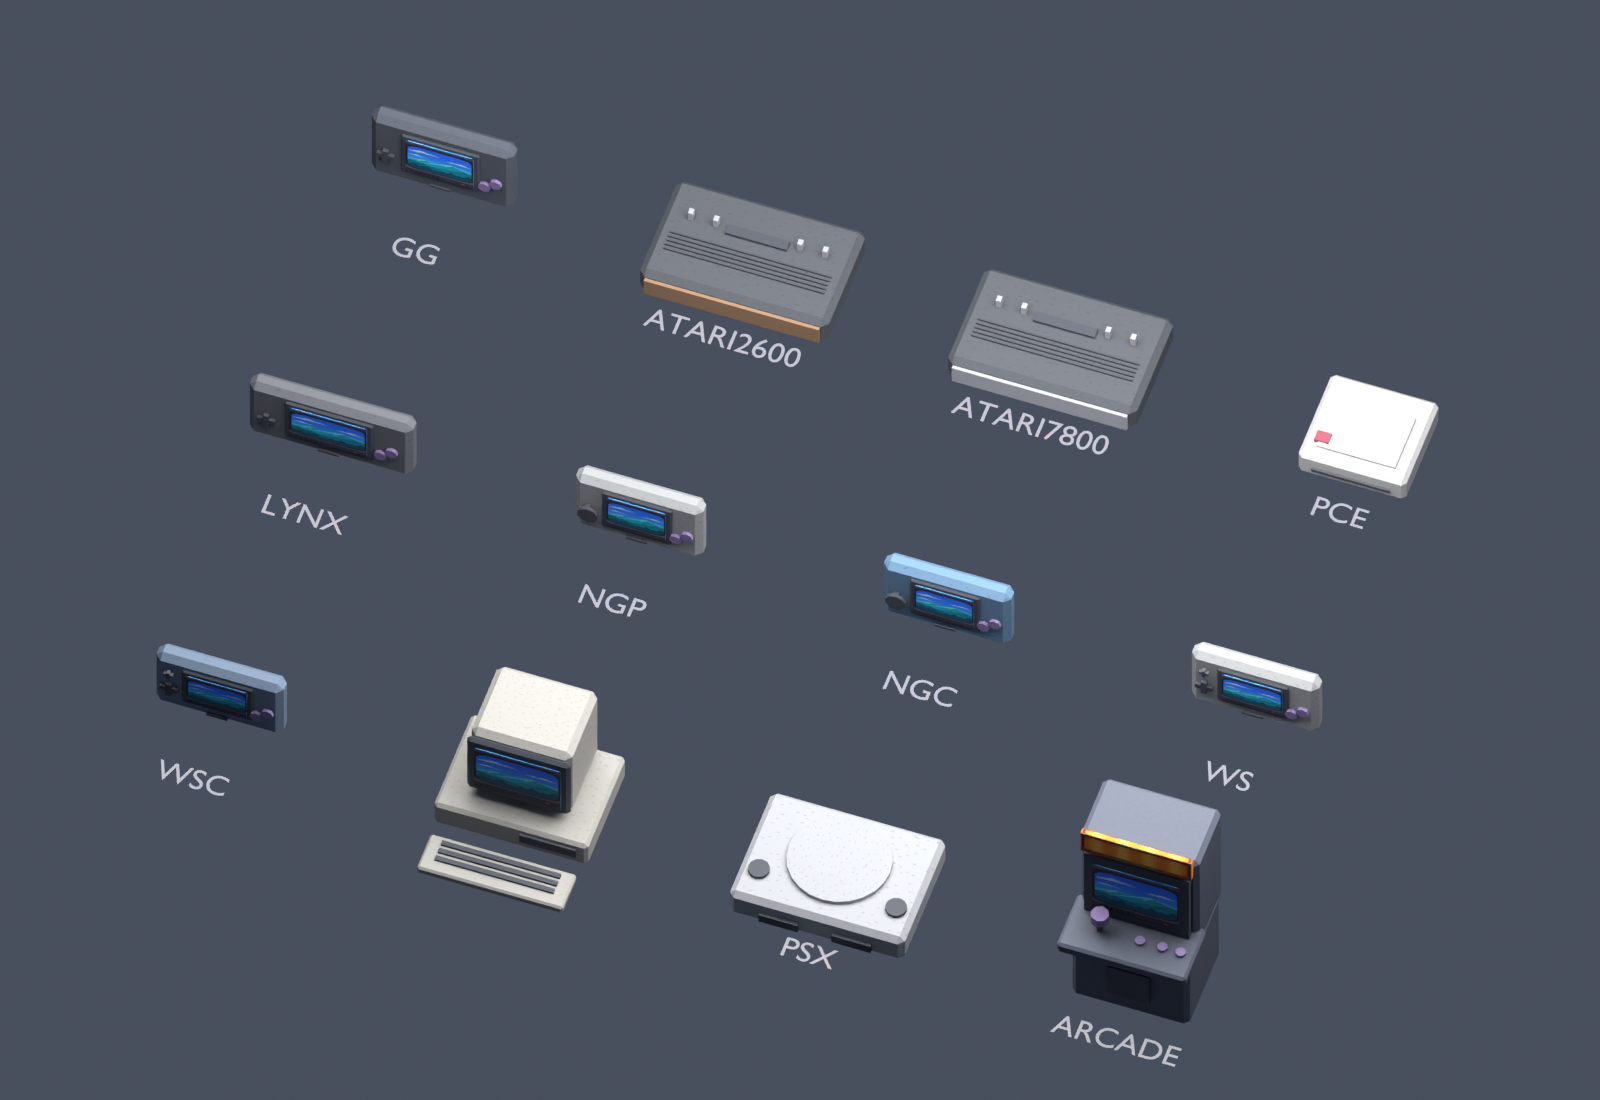 GG
ATARI2600
ATARI7800
PCE
LYNX
NGP
NGC
WS
WSC
PSX
ARCADE